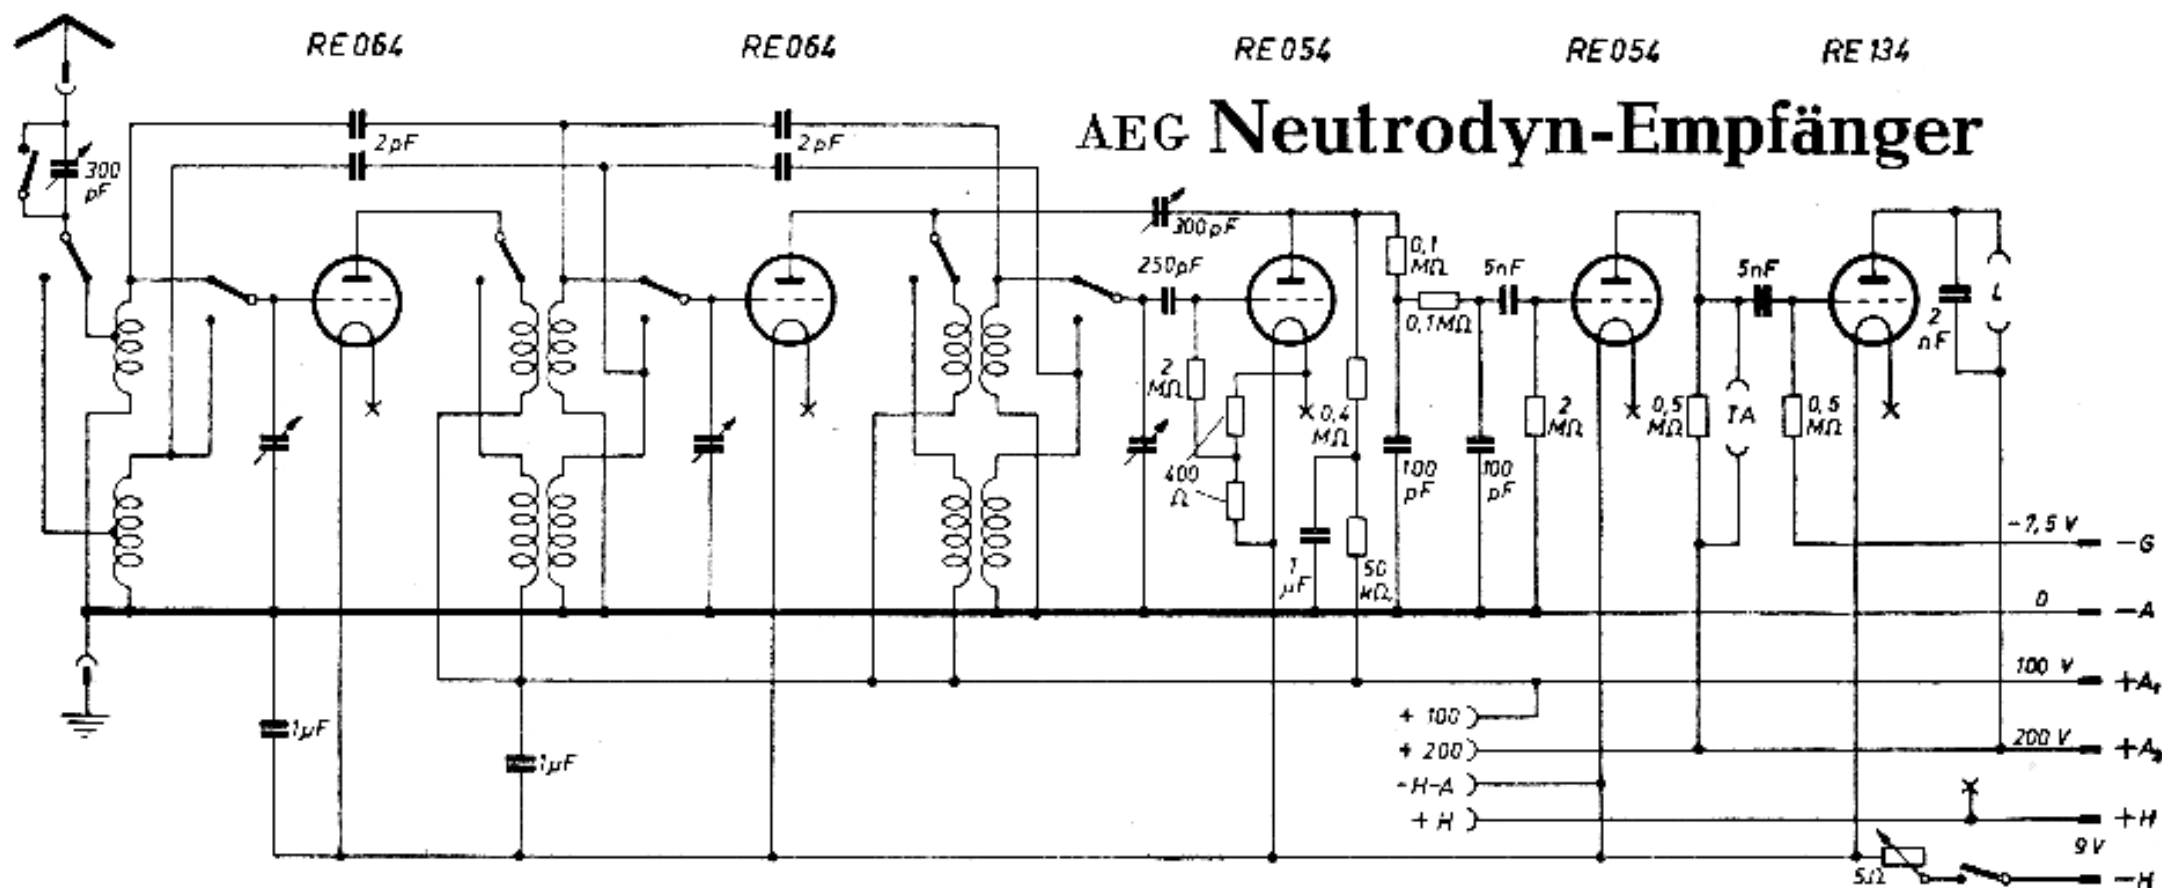 RE064 RE064 RE054 RE054 RE134
AEG Neutrodyn-Empfänger
2pF 2pF
300 pF
300pF
250pF
0,1 MΩ
5nF
5nF
0,1MΩ
L
2 nF
2 MΩ
0,4 MΩ
2 MΩ
0,5 MΩ
TA
0,5 MΩ
400 Ω
100 pF
100 pF
1 µF
50 kΩ
-7,5 V -G
0 -A
100 V +A₁
+ 100
1µF
+ 200 200 V
1µF
-H-A
+ H +H
9V
5Ω -H